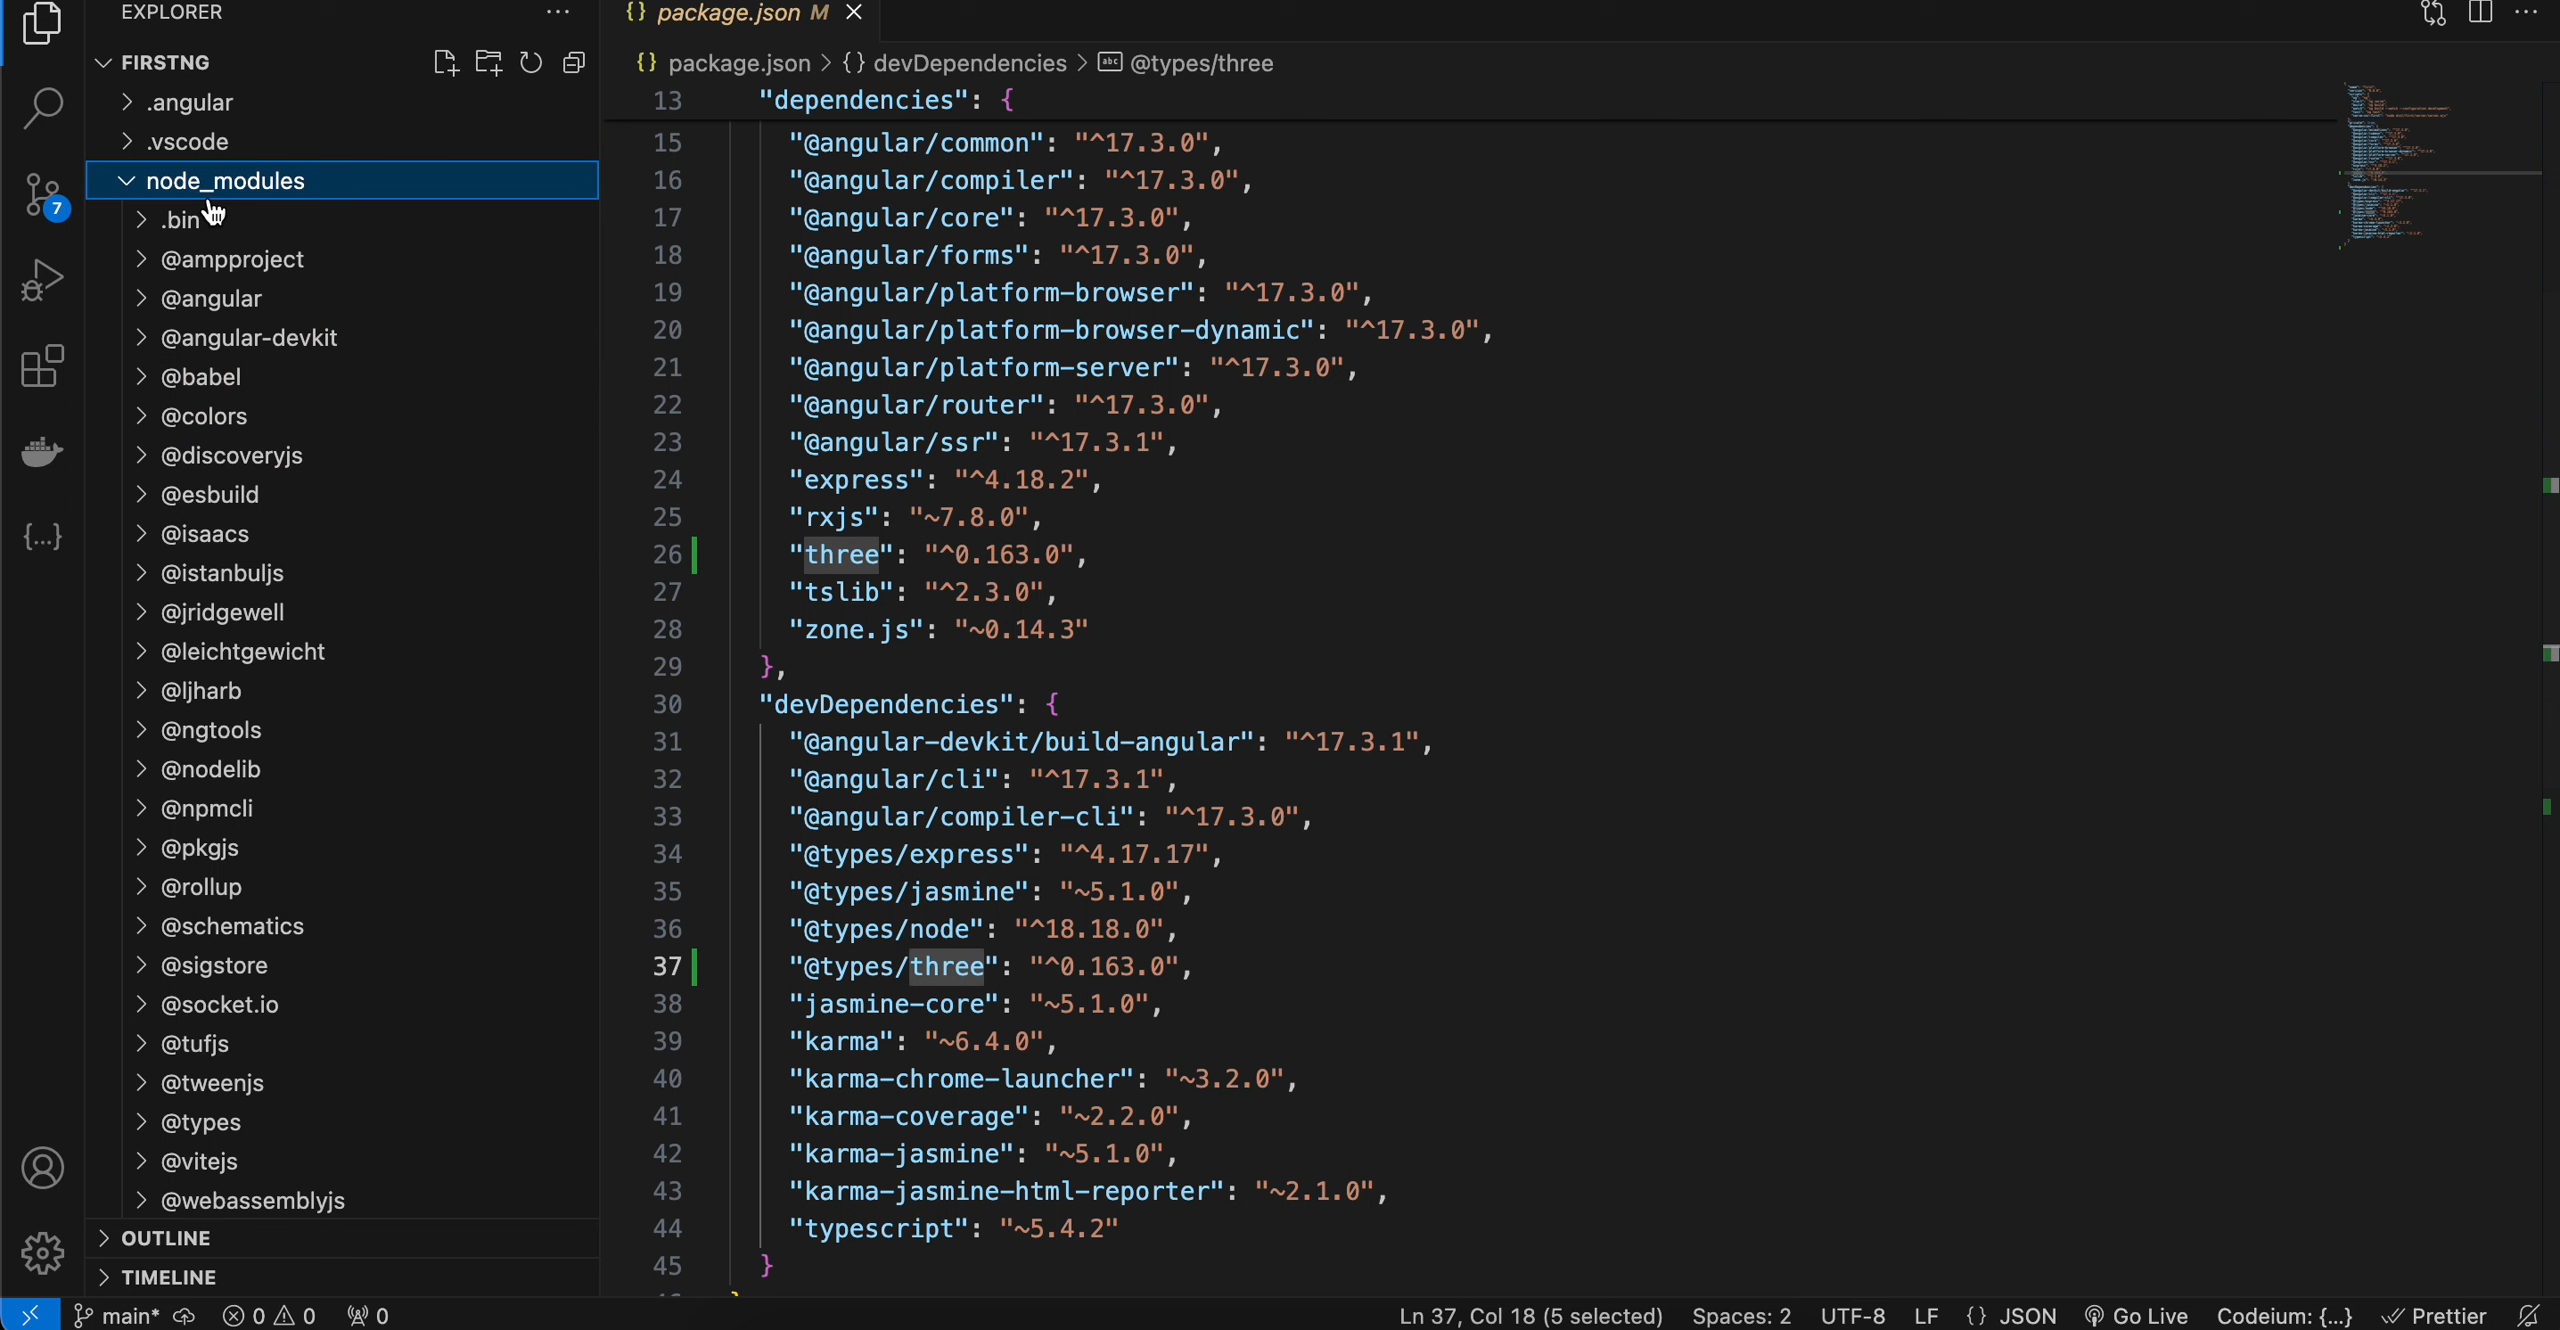 EXPLORER
FIRSTNG
.angular
.vscode
node_modules
.bin
@ampproject
@angular
@angular-devkit
@babel
@colors
@discoveryjs
@esbuild
@isaacs
@istanbuljs
@jridgewell
@leichtgewicht
@ljharb
@ngtools
@nodelib
@npmcli
@pkgjs
@rollup
@schematics
@sigstore
@socket.io
@tufjs
@tweenjs
@types
@vitejs
@webassemblyjs
OUTLINE
TIMELINE
7
{...}
{} package.json M
{} package.json > {} devDependencies > abc @types/three
13 "dependencies": {
15 "@angular/common": "^17.3.0",
16 "@angular/compiler": "^17.3.0",
17 "@angular/core": "^17.3.0",
18 "@angular/forms": "^17.3.0",
19 "@angular/platform-browser": "^17.3.0",
20 "@angular/platform-browser-dynamic": "^17.3.0",
21 "@angular/platform-server": "^17.3.0",
22 "@angular/router": "^17.3.0",
23 "@angular/ssr": "^17.3.1",
24 "express": "^4.18.2",
25 "rxjs": "~7.8.0",
26 "three": "^0.163.0",
27 "tslib": "^2.3.0",
28 "zone.js": "~0.14.3"
29 },
30 "devDependencies": {
31 "@angular-devkit/build-angular": "^17.3.1",
32 "@angular/cli": "^17.3.1",
33 "@angular/compiler-cli": "^17.3.0",
34 "@types/express": "^4.17.17",
35 "@types/jasmine": "~5.1.0",
36 "@types/node": "^18.18.0",
37 "@types/three": "^0.163.0",
38 "jasmine-core": "~5.1.0",
39 "karma": "~6.4.0",
40 "karma-chrome-launcher": "~3.2.0",
41 "karma-coverage": "~2.2.0",
42 "karma-jasmine": "~5.1.0",
43 "karma-jasmine-html-reporter": "~2.1.0",
44 "typescript": "~5.4.2"
45 }
main* 0 0 0 Ln 37, Col 18 (5 selected) Spaces: 2 UTF-8 LF {} JSON Go Live Codeium: {...} Prettier